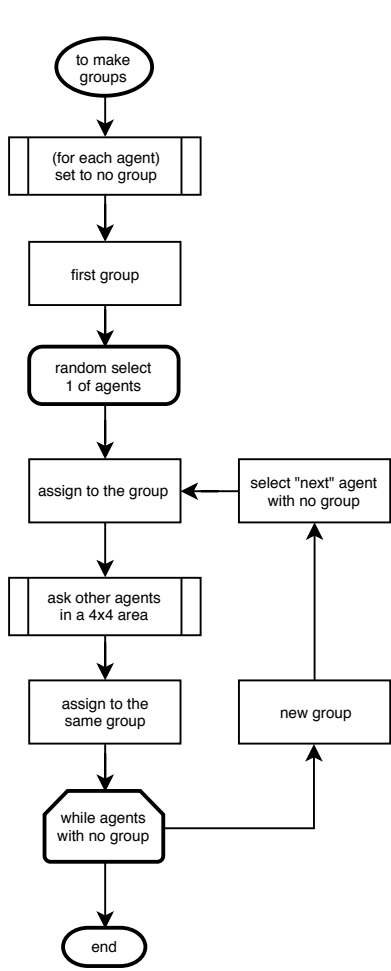 to make
groups
(for each agent)
set to no group
first group
random select
1 of agents
assign to the group
select "next" agent
with no group
ask other agents
in a 4x4 area
assign to the
same group
new group
while agents
with no group
end